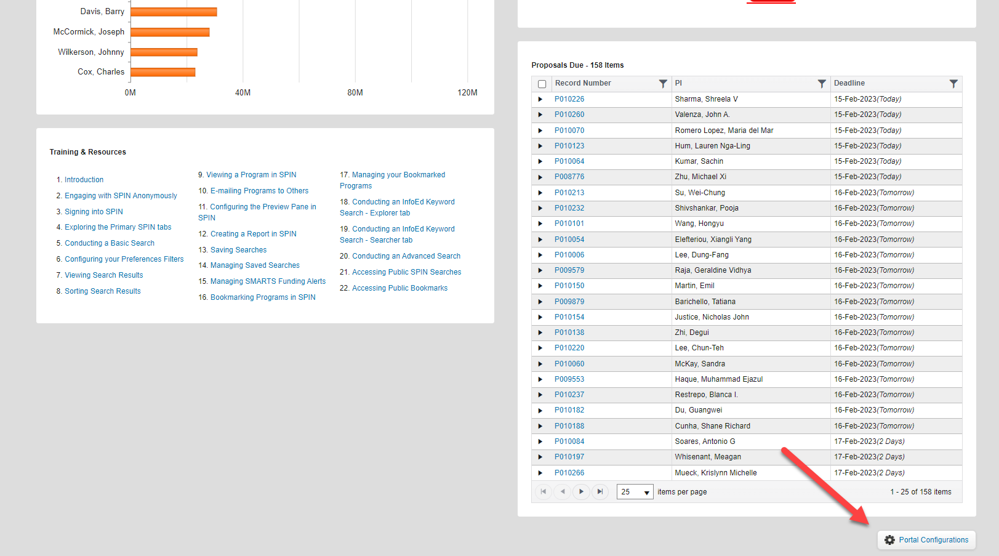 Davis, Barry
McCormick, Joseph
Wilkerson, Johnny
Cox, Charles
0M 40M 80M 120M
Training & Resources
1. Introduction
2. Engaging with SPIN Anonymously
3. Signing into SPIN
4. Exploring the Primary SPIN tabs
5. Conducting a Basic Search
6. Configuring your Preferences Filters
7. Viewing Search Results
8. Sorting Search Results
9. Viewing a Program in SPIN
10. E-mailing Programs to Others
11. Configuring the Preview Pane in
SPIN
12. Creating a Report in SPIN
13. Saving Searches
14. Managing Saved Searches
15. Managing SMARTS Funding Alerts
16. Bookmarking Programs in SPIN
17. Managing your Bookmarked
Programs
18. Conducting an InfoEd Keyword
Search - Explorer tab
19. Conducting an InfoEd Keyword
Search - Searcher tab
20. Conducting an Advanced Search
21. Accessing Public SPIN Searches
22. Accessing Public Bookmarks
Proposals Due - 158 Items
Record Number PI Deadline
P010226 Sharma, Shreela V 15-Feb-2023(Today)
P010260 Valenza, John A. 15-Feb-2023(Today)
P010070 Romero Lopez, Maria del Mar 15-Feb-2023(Today)
P010123 Hum, Lauren Nga-Ling 15-Feb-2023(Today)
P010064 Kumar, Sachin 15-Feb-2023(Today)
P008776 Zhu, Michael Xi 15-Feb-2023(Today)
P010213 Su, Wei-Chung 16-Feb-2023(Tomorrow)
P010232 Shivshankar, Pooja 16-Feb-2023(Tomorrow)
P010101 Wang, Hongyu 16-Feb-2023(Tomorrow)
P010054 Elefteriou, Xiangli Yang 16-Feb-2023(Tomorrow)
P010006 Lee, Dung-Fang 16-Feb-2023(Tomorrow)
P009579 Raja, Geraldine Vidhya 16-Feb-2023(Tomorrow)
P010150 Martin, Emil 16-Feb-2023(Tomorrow)
P009879 Barichello, Tatiana 16-Feb-2023(Tomorrow)
P010154 Justice, Nicholas John 16-Feb-2023(Tomorrow)
P010138 Zhi, Degui 16-Feb-2023(Tomorrow)
P010220 Lee, Chun-Teh 16-Feb-2023(Tomorrow)
P010060 McKay, Sandra 16-Feb-2023(Tomorrow)
P009553 Haque, Muhammad Ejazul 16-Feb-2023(Tomorrow)
P010237 Restrepo, Blanca I. 16-Feb-2023(Tomorrow)
P010182 Du, Guangwei 16-Feb-2023(Tomorrow)
P010188 Cunha, Shane Richard 16-Feb-2023(Tomorrow)
P010084 Soares, Antonio G 17-Feb-2023(2 Days)
P010197 Whisenant, Meagan 17-Feb-2023(2 Days)
P010266 Mueck, Krislynn Michelle 17-Feb-2023(2 Days)
25 items per page 1 - 25 of 158 items
Portal Configurations